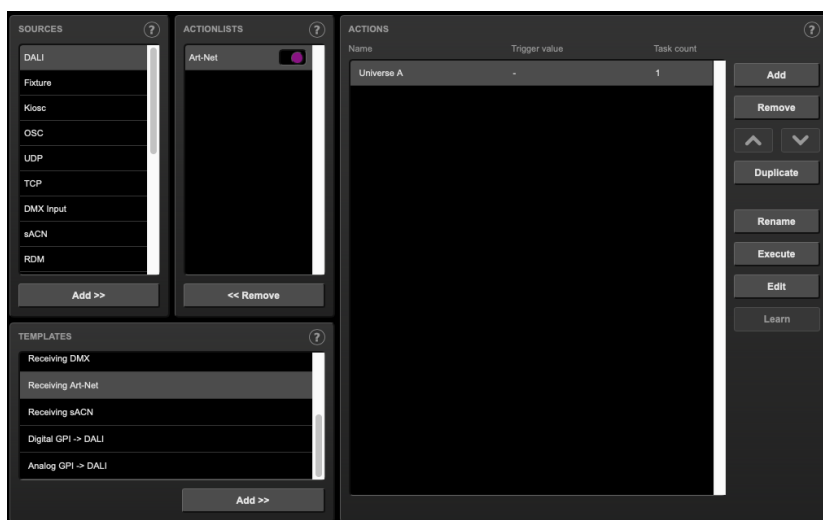 SOURCES ?
DALI
Fixture
Kiosc
OSC
UDP
TCP
DMX Input
sACN
RDM
Add >>
ACTIONLISTS ?
Art-Net
<< Remove
TEMPLATES ?
Receiving DMX
Receiving Art-Net
Receiving sACN
Digital GPI -> DALI
Analog GPI -> DALI
Add >>
ACTIONS ?
Name Trigger value Task count
Universe A - 1
Add
Remove
Duplicate
Rename
Execute
Edit
Learn